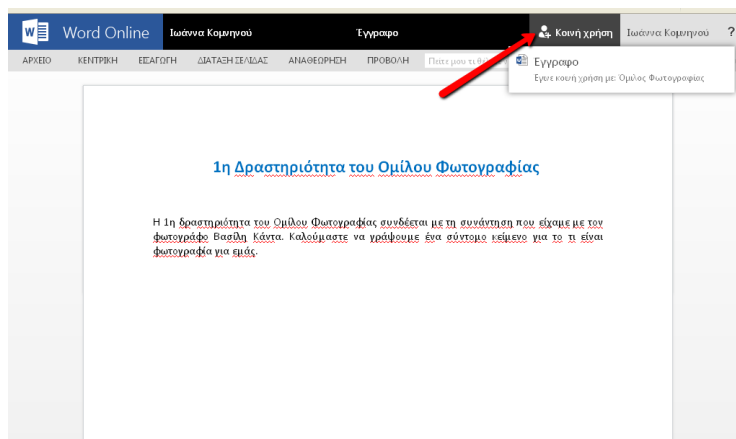 Word Online Ιωάννα Κομνηνού Έγγραφο Κοινή χρήση Ιωάννα Κομνηνού ?
ΑΡΧΕΙΟ ΚΕΝΤΡΙΚΗ ΕΙΣΑΓΩΓΗ ΔΙΑΤΑΞΗ ΣΕΛΙΔΑΣ ΑΝΑΘΕΩΡΗΣΗ ΠΡΟΒΟΛΗ Πείτε μου τι
Έγγραφο
Έγινε κοινή χρήση με: Όμιλος Φωτογραφίας
1η Δραστηριότητα του Ομίλου Φωτογραφίας
Η 1η δραστηριότητα του Ομίλου Φωτογραφίας συνδέεται με τη συνάντηση που είχαμε με τον
φωτογράφο Βασίλη Κάντα. Καλούμαστε να γράψουμε ένα σύντομο κείμενο για το τι είναι
φωτογραφία για εμάς.